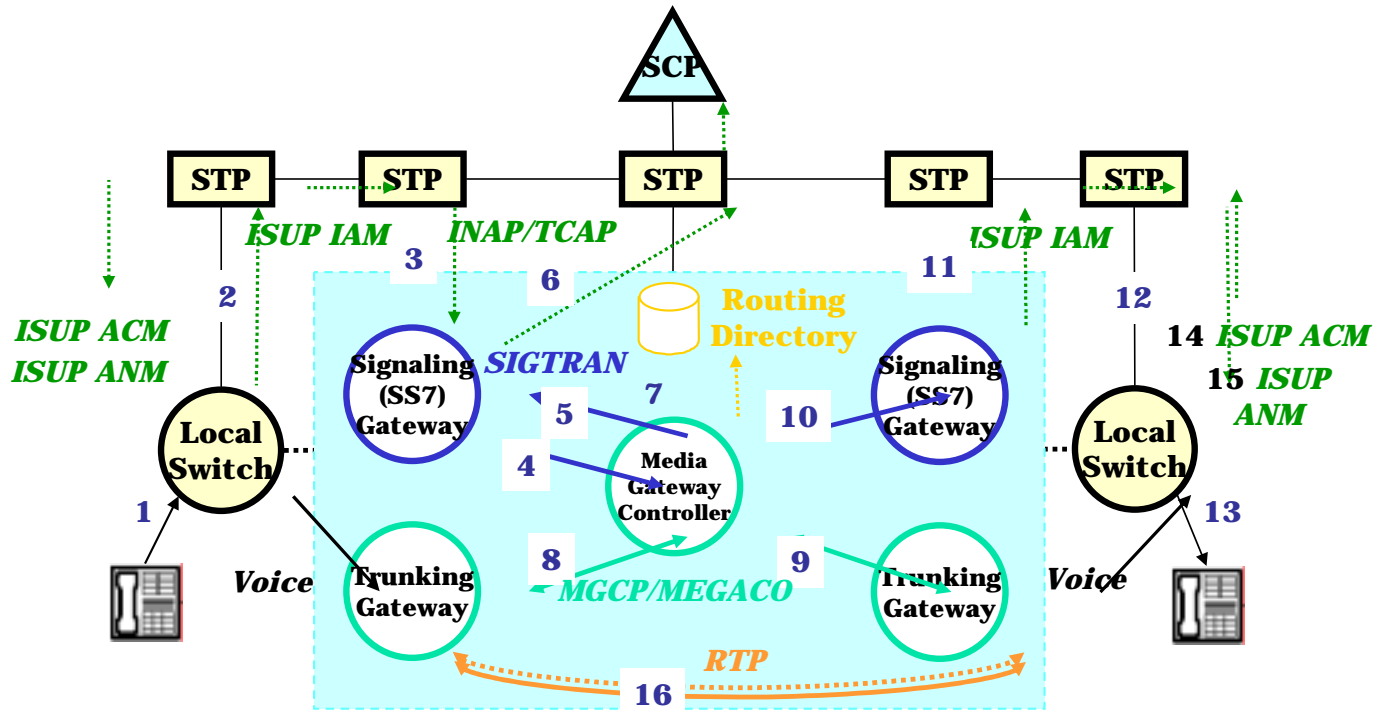 SCP
STP
STP
STP
STP
STP
ISUP IAM
INAP/TCAP
ISUP IAM
3
6
11
2
12
Routing
Directory
ISUP ACM
ISUP ANM
14 ISUP ACM
15 ISUP
ANM
Signaling
(SS7)
Gateway
SIGTRAN
Signaling
(SS7)
Gateway
7
5
10
Local
Switch
4
Media
Gateway
Controller
Local
Switch
1
13
8
9
Voice
Trunking
Gateway
MGCP/MEGACO
Trunking
Gateway
Voice
RTP
16